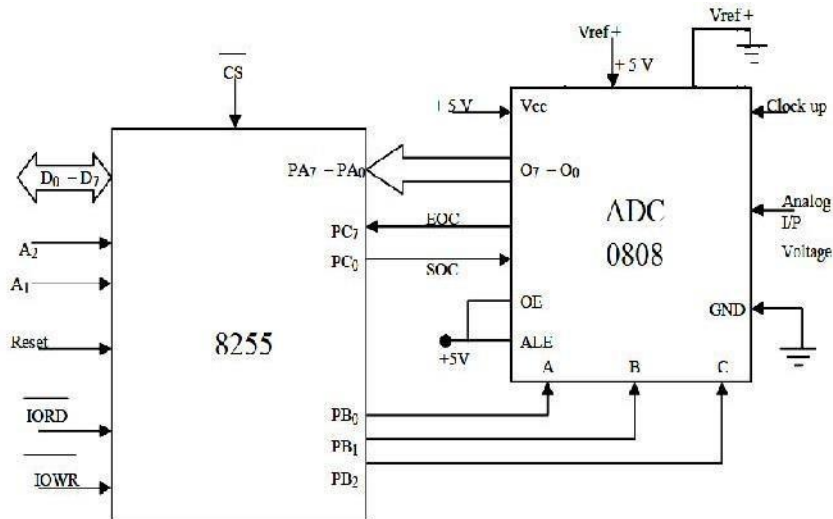 Vref +
Vref +
+ 5 V
CS
+ 5 V
Vcc
Clock up
D0 – D7
PA7 – PA0
O7 – O0
ADC
0808
Analog
I/P
Voltage
PC7
EOC
A2
PC0
SOC
A1
OE
GND
Reset
8255
+5V
ALE
A
B
C
IORD
PB0
PB1
IOWR
PB2